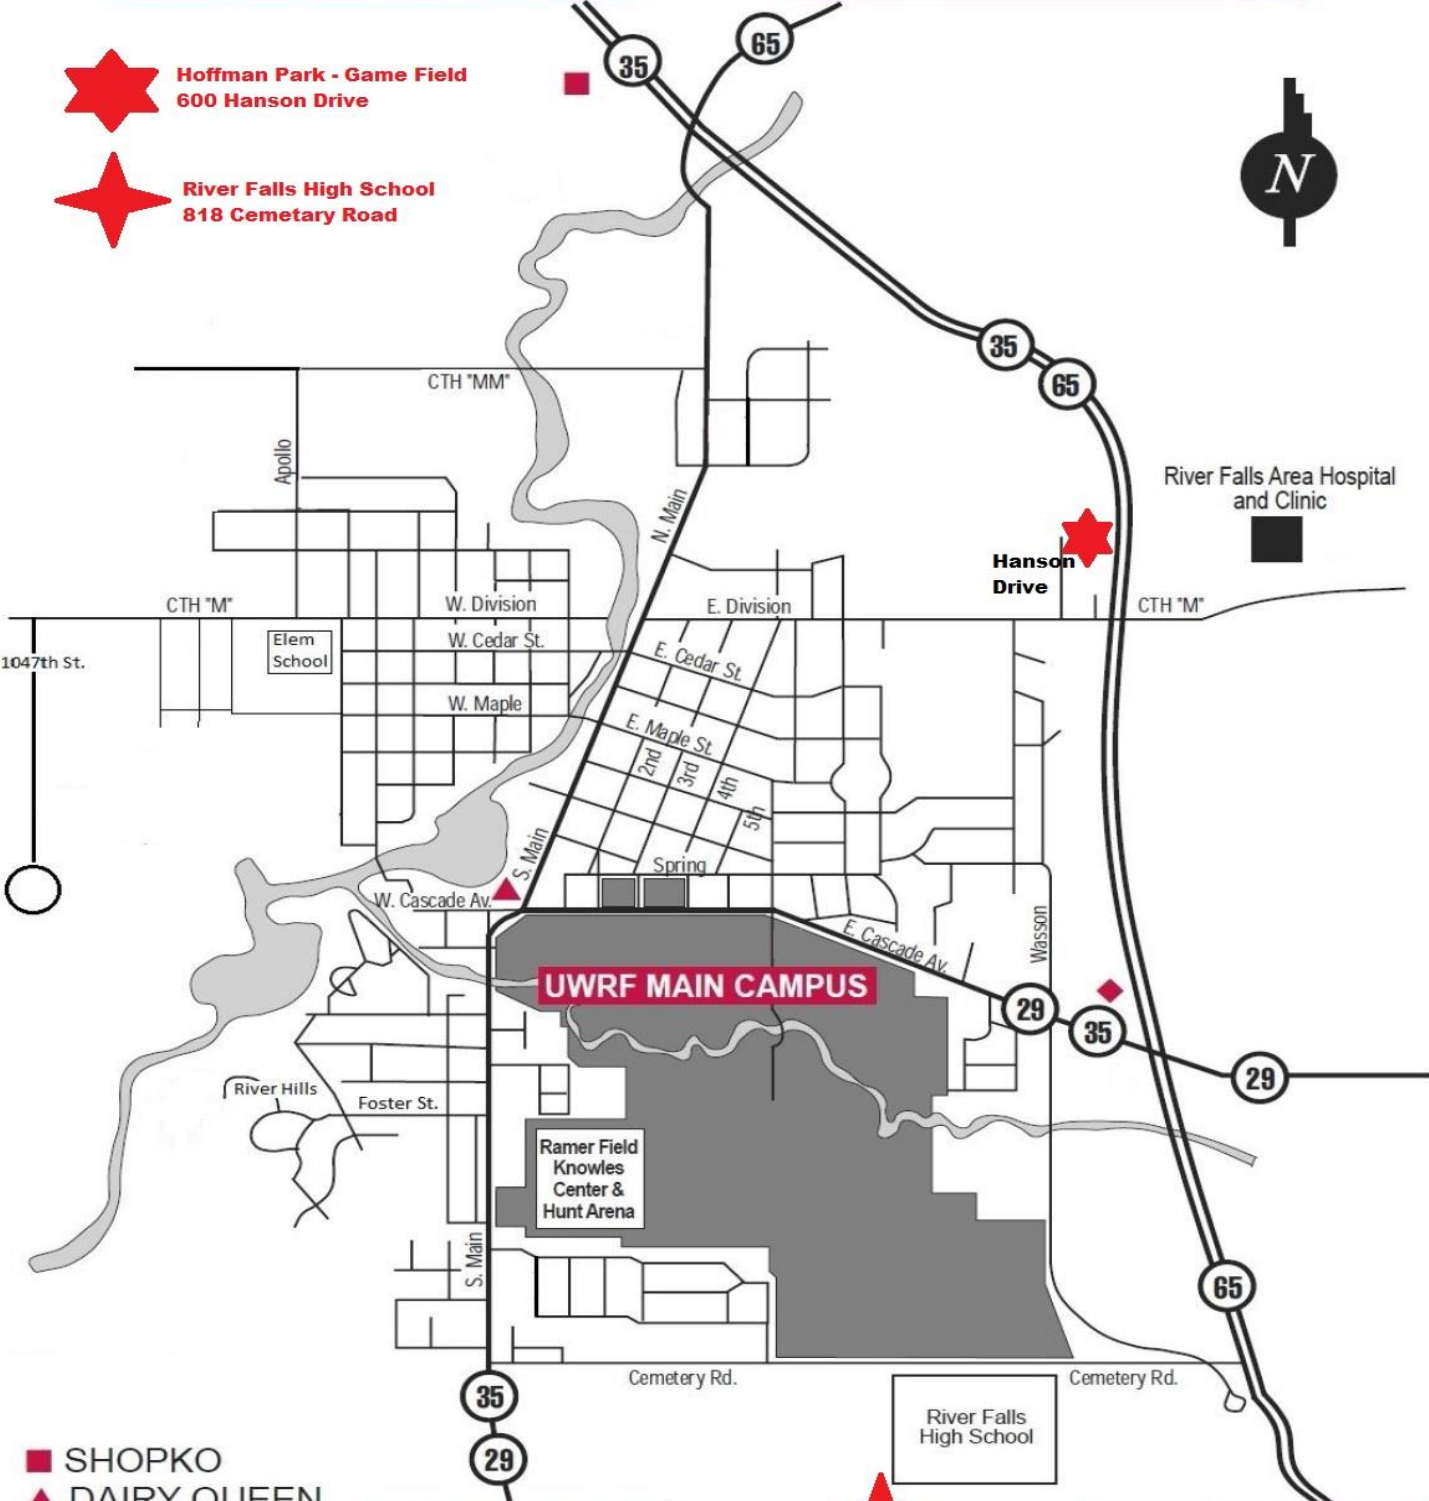 65
35
Hoffman Park - Game Field
600 Hanson Drive
N
River Falls High School
818 Cemetary Road
35
65
CTH "MM"
Apollo
River Falls Area Hospital
and Clinic
N. Main
Hanson
Drive
CTH "M"
W. Division
E. Division
CTH "M"
Elem
School
W. Cedar St.
E. Cedar St.
1047th St.
W. Maple
E. Maple St.
2nd
3rd
4th
5th
S. Main
Spring
W. Cascade Av.
E. Cascade Av.
Wasson
UWRF MAIN CAMPUS
29
35
29
River Hills
Foster St.
Ramer Field
Knowles
Center &
Hunt Arena
S. Main
65
Cemetery Rd.
Cemetery Rd.
35
River Falls
High School
29
SHOPKO
DAIRY QUEEN